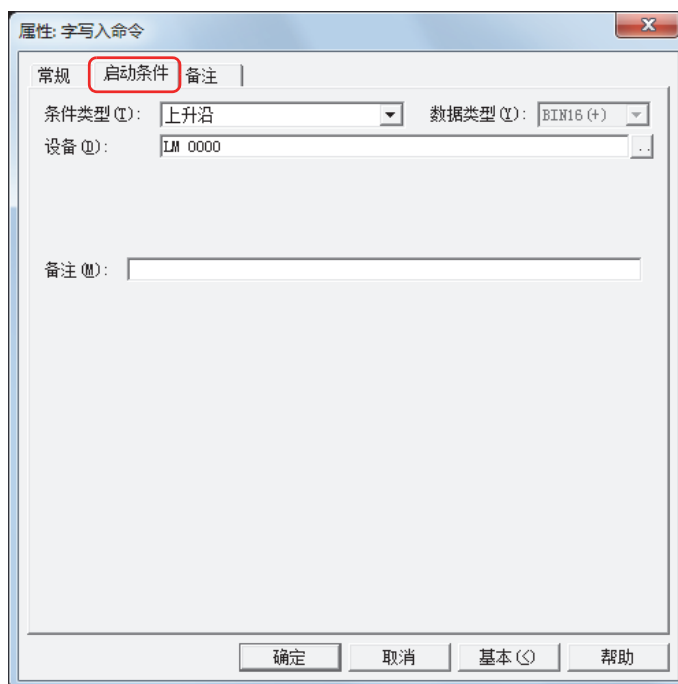 属性: 字写入命令
常规 启动条件 备注
条件类型(T): 上升沿 数据类型(Y): BIN16(+)
设备(D): LM 0000 ..
备注(M):
确定 取消 基本(<) 帮助